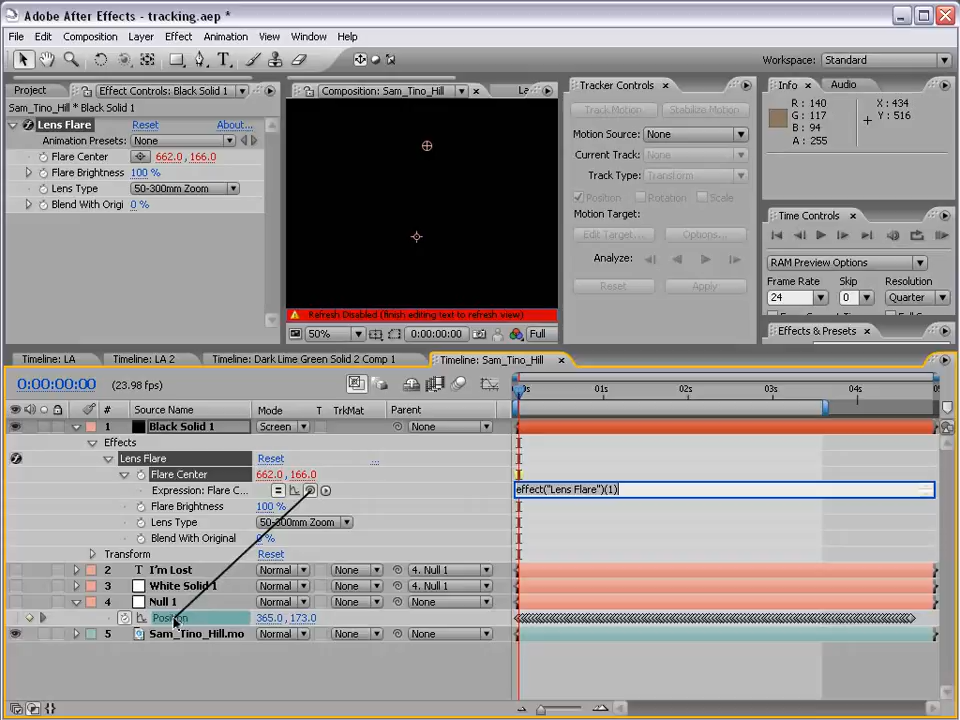 Adobe After Effects - tracking.aep *
File Edit Composition Layer Effect Animation View Window Help
Workspace: Standard
Project Effect Controls: Black Solid 1
Sam_Tino_Hill * Black Solid 1
Lens Flare Reset About...
Animation Presets: None
Flare Center 662.0 , 166.0
Flare Brightness 100 %
Lens Type 50-300mm Zoom
Blend With Origi 0 %
Composition: Sam_Tino_Hill La
Refresh Disabled (finish editing text to refresh view)
50% 0:00:00:00 Full
Tracker Controls
Track Motion Stabilize Motion
Motion Source: None
Current Track: None
Track Type: Transform
Position Rotation Scale
Motion Target:
Edit Target... Options...
Analyze:
Reset Apply
Info Audio
R : 140 X : 434
G : 117 Y : 516
B : 94
A : 255
Time Controls
RAM Preview Options
Frame Rate Skip Resolution
24 0 Quarter
Effects & Presets
Timeline: LA Timeline: LA 2 Timeline: Dark Lime Green Solid 2 Comp 1 Timeline: Sam_Tino_Hill
0:00:00:00 (23.98 fps)
0s 01s 02s 03s 04s 05
# Source Name Mode T TrkMat Parent
1 Black Solid 1 Screen None
Effects
Lens Flare Reset ...
Flare Center 662.0 , 166.0
Expression: Flare C... effect("Lens Flare")(1)
Flare Brightness 100 %
Lens Type 50-300mm Zoom
Blend With Original 0 %
Transform Reset
2 T I'm Lost Normal None 4. Null 1
3 White Solid 1 Normal None 4. Null 1
4 Null 1 Normal None None
Position 365.0 , 173.0
5 Sam_Tino_Hill.mo Normal None None